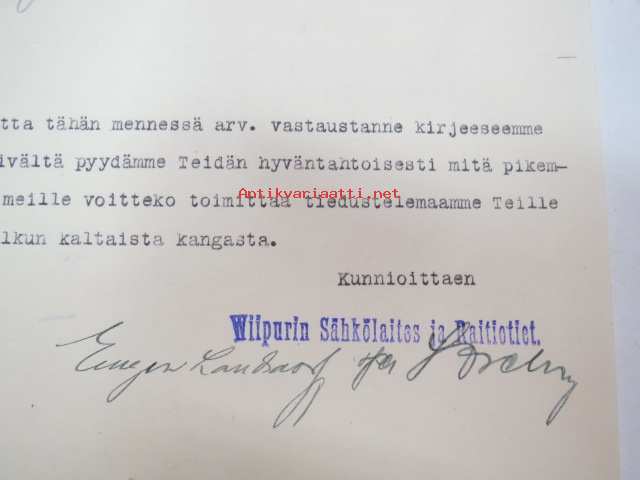 tta tähän mennessä arv. vastaustanne kirjeeseemme
ivältä pyydämme Teidän hyväntahtoisesti mitä pikem-
meille voitteko toimittaa tiedustelemaamme Teille
Antikvariaatti.net
lkun kaltaista kangasta.
Kunnioittaen
Wiipurin Sähkölaitos ja Raitiotiet.